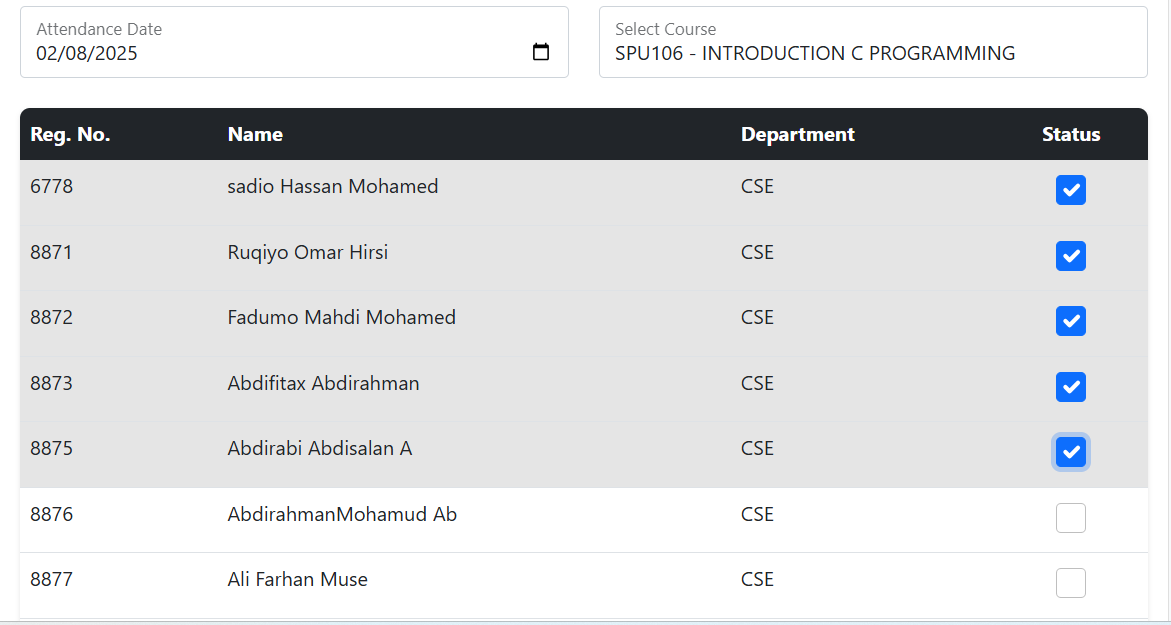 Attendance Date
02/08/2025
Select Course
SPU106 - INTRODUCTION C PROGRAMMING
Reg. No. Name Department Status
6778 sadio Hassan Mohamed CSE
8871 Ruqiyo Omar Hirsi CSE
8872 Fadumo Mahdi Mohamed CSE
8873 Abdifitax Abdirahman CSE
8875 Abdirabi Abdisalan A CSE
8876 AbdirahmanMohamud Ab CSE
8877 Ali Farhan Muse CSE